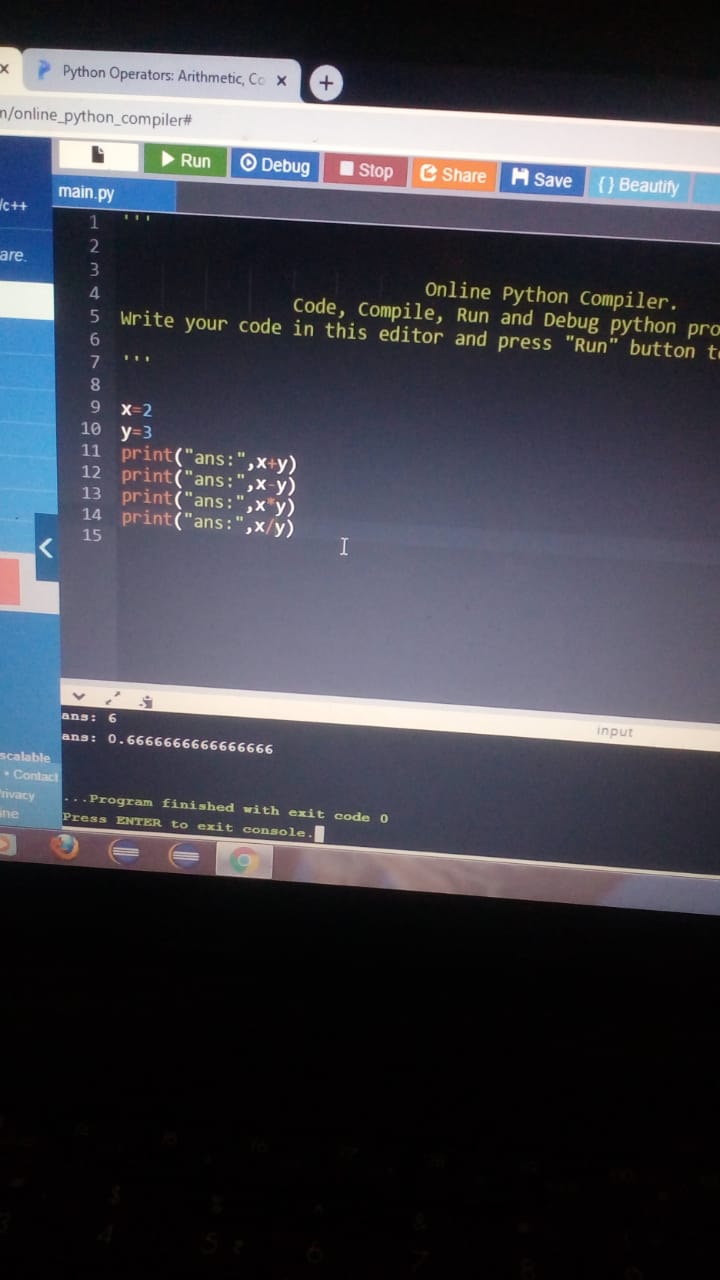 Python Operators: Arithmetic, Co
n/online_python_compiler#
Run Debug Stop Share Save {} Beautify
main.py
/c++
are.
1 '''
2
3
4 Online Python Compiler.
5 Code, Compile, Run and Debug python pro
6 Write your code in this editor and press "Run" button t
7 '''
8
9 x=2
10 y=3
11 print("ans:",x+y)
12 print("ans:",x-y)
13 print("ans:",x*y)
14 print("ans:",x/y)
15
input
ans: 6
ans: 0.6666666666666666
...Program finished with exit code 0
Press ENTER to exit console.
scalable
• Contact
rivacy
ine